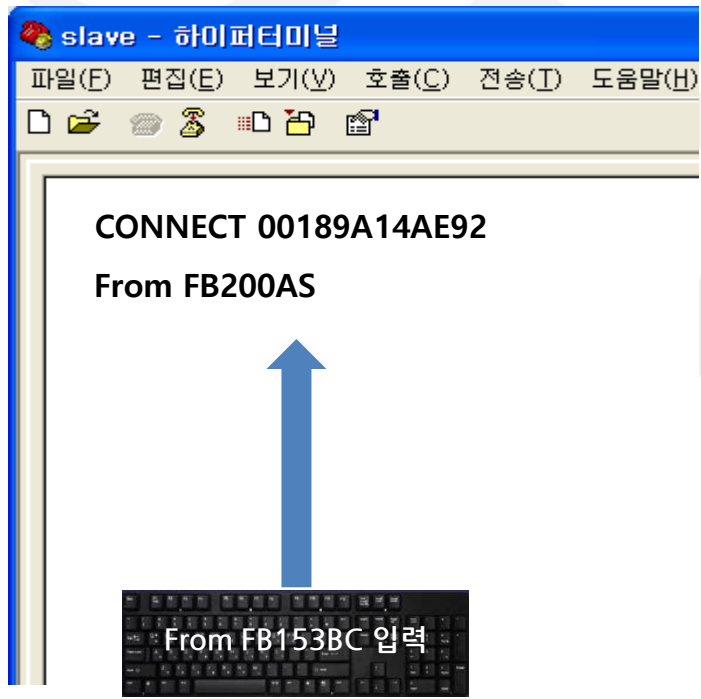 slave - 하이퍼터미널
파일(F) 편집(E) 보기(V) 호출(C) 전송(T) 도움말(H)
CONNECT 00189A14AE92
From FB200AS
From FB153BC 입력